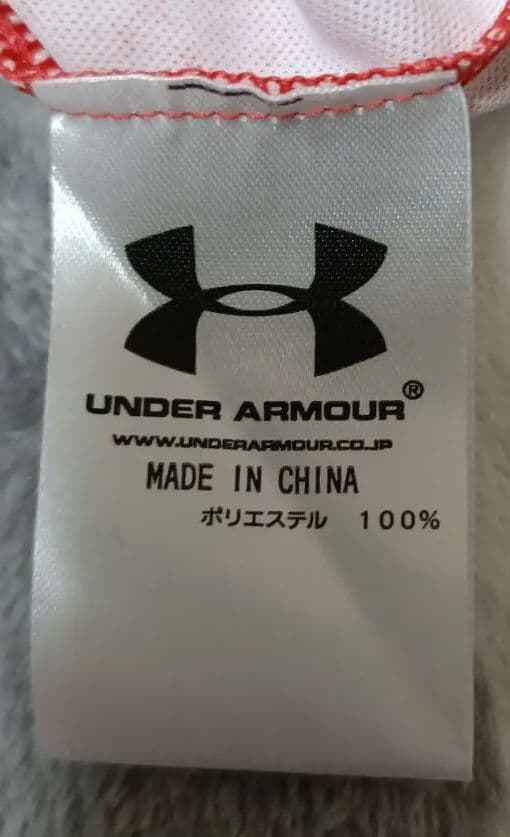 UNDER ARMOUR®
WWW.UNDERARMOUR.CO.JP
MADE IN CHINA
ポリエステル 100%